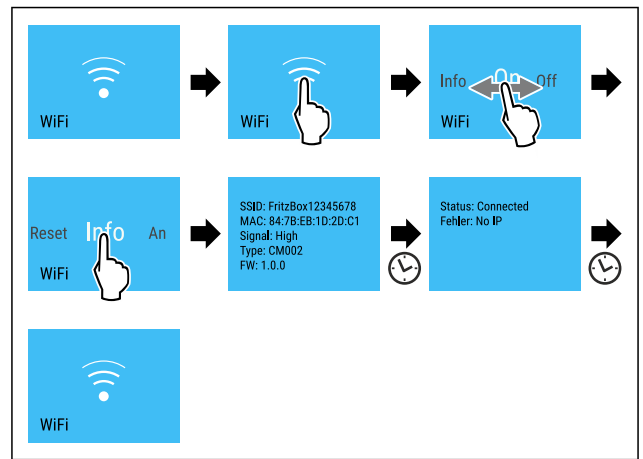 WiFi
WiFi
Info On Off
WiFi
Reset Info An
WiFi
SSID: FritzBox12345678
MAC: 84:7B:EB:1D:2D:C1
Signal: High
Type: CM002
FW: 1.0.0
Status: Connected
Fehler: No IP
WiFi